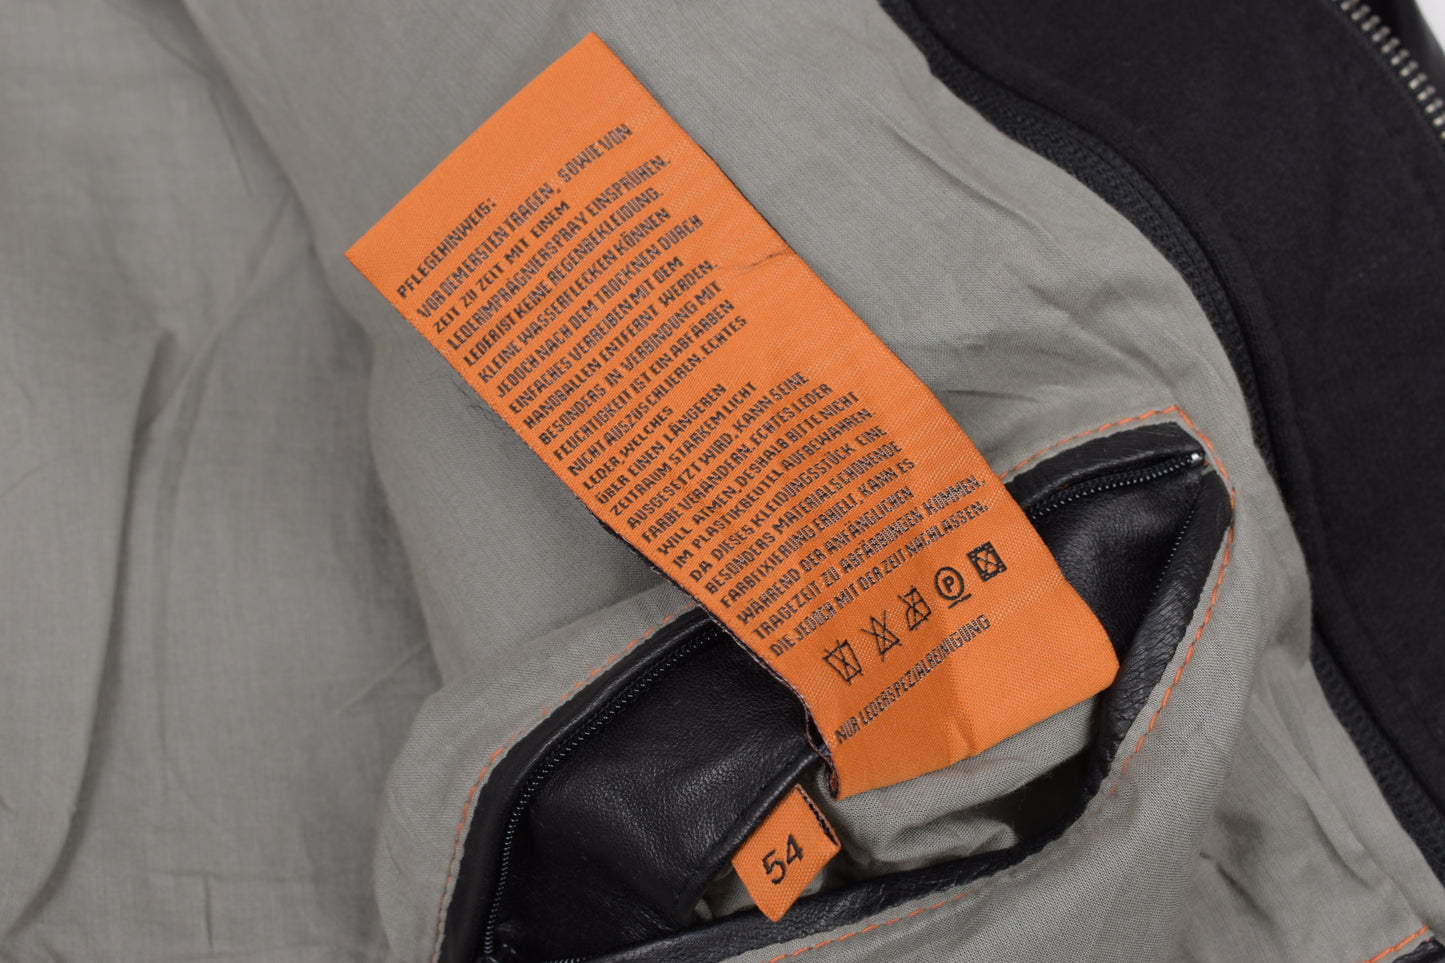 PFLEGEHINWEIS:
VOR DEM ERSTEN TRAGEN, SOWIE VON
ZEIT ZU ZEIT MIT EINEM
LEDERIMPRÄGNIERSPRAY EINSPRÜHEN.
LEDER IST KEINE REGENBEKLEIDUNG.
KLEINE WASSERFLECKEN KÖNNEN
JEDOCH NACH DEM TROCKNEN DURCH
EINFACHES VERREIBEN MIT DEM
HANDBALLEN ENTFERNT WERDEN.
BESONDERS IN VERBINDUNG MIT
FEUCHTIGKEIT IST EIN ABFÄRBEN
NICHT AUSZUSCHLIEßEN. ECHTES
LEDER WELCHES
ÜBER EINEN LÄNGEREN
ZEITRAUM STARKEM LICHT
AUSGESETZT WIRD, KANN SEINE
FARBE VERÄNDERN. ECHTES LEDER
WILL ATMEN, DESHALB BITTE NICHT
IM PLASTIKBEUTEL AUFBEWAHREN.
DA DIESES KLEIDUNGSSTÜCK EINE
BESONDERS MATERIALSCHONENDE
FARBFIXIERUNG ERHIELT, KANN ES
WÄHREND DER ANFÄNGLICHEN
TRAGEZEIT ZU ABFÄRBUNGEN KOMMEN,
DIE JEDOCH MIT DER ZEIT NACHLASSEN.
P
NUR LEDERSPEZIALREINIGUNG
54